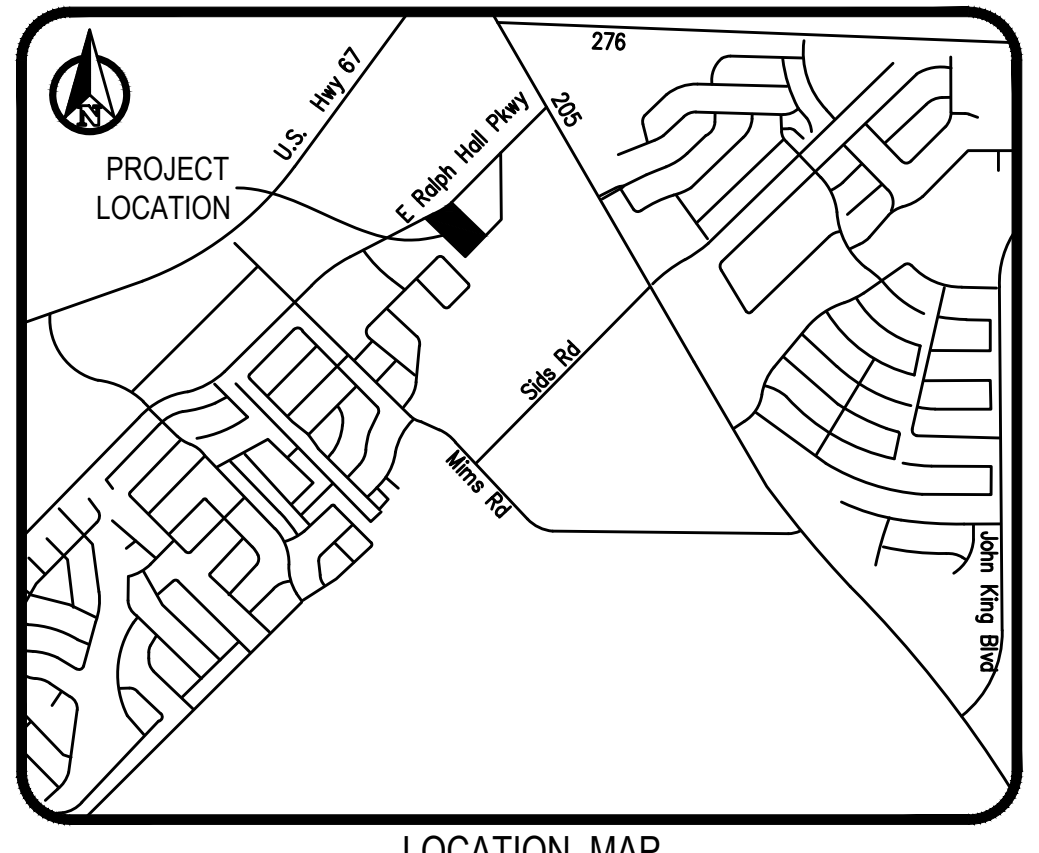 276
U.S. Hwy 67
205
E Ralph Hall Pkwy
N
PROJECT
LOCATION
Sids Rd
Mims Rd
John King Blvd
LOCATION MAP